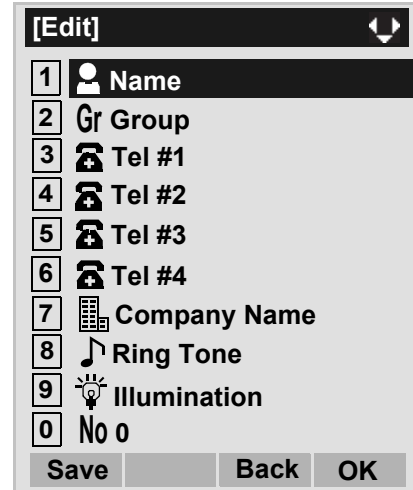 [Edit]
1 Name
2 Gr Group
3 Tel #1
4 Tel #2
5 Tel #3
6 Tel #4
7 Company Name
8 Ring Tone
9 Illumination
0 No 0
Save Back OK